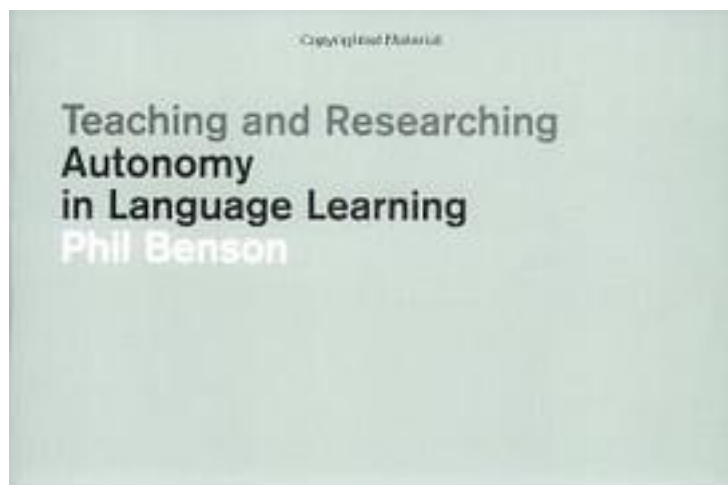 Copyrighted Material
Teaching and Researching
Autonomy
in Language Learning
Phil Benson